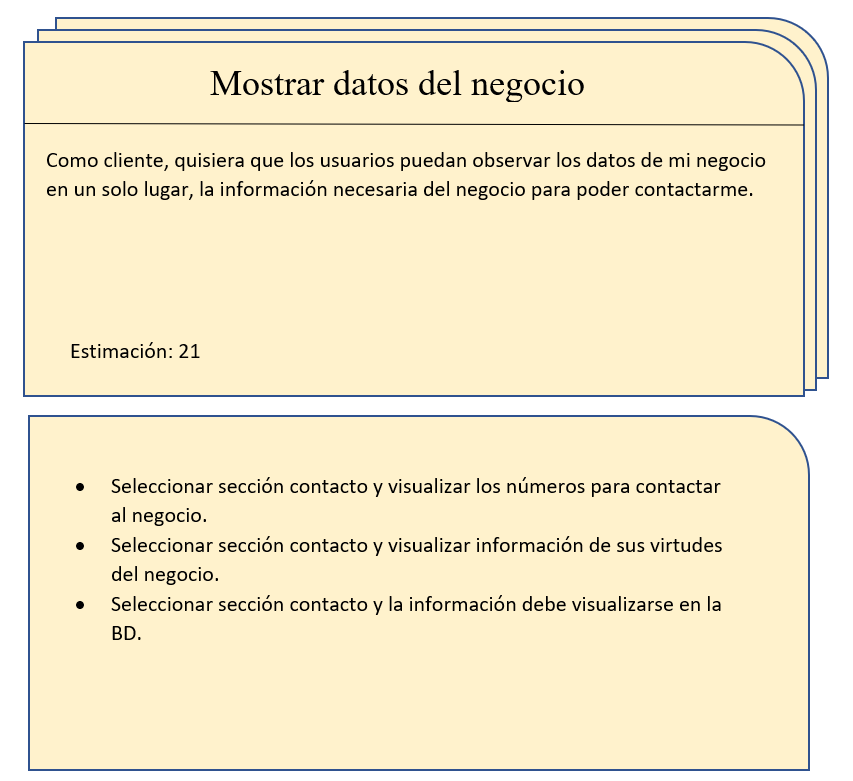 Mostrar datos del negocio
Como cliente, quisiera que los usuarios puedan observar los datos de mi negocio
en un solo lugar, la información necesaria del negocio para poder contactarme.
Estimación: 21
• Seleccionar sección contacto y visualizar los números para contactar
al negocio.
• Seleccionar sección contacto y visualizar información de sus virtudes
del negocio.
• Seleccionar sección contacto y la información debe visualizarse en la
BD.